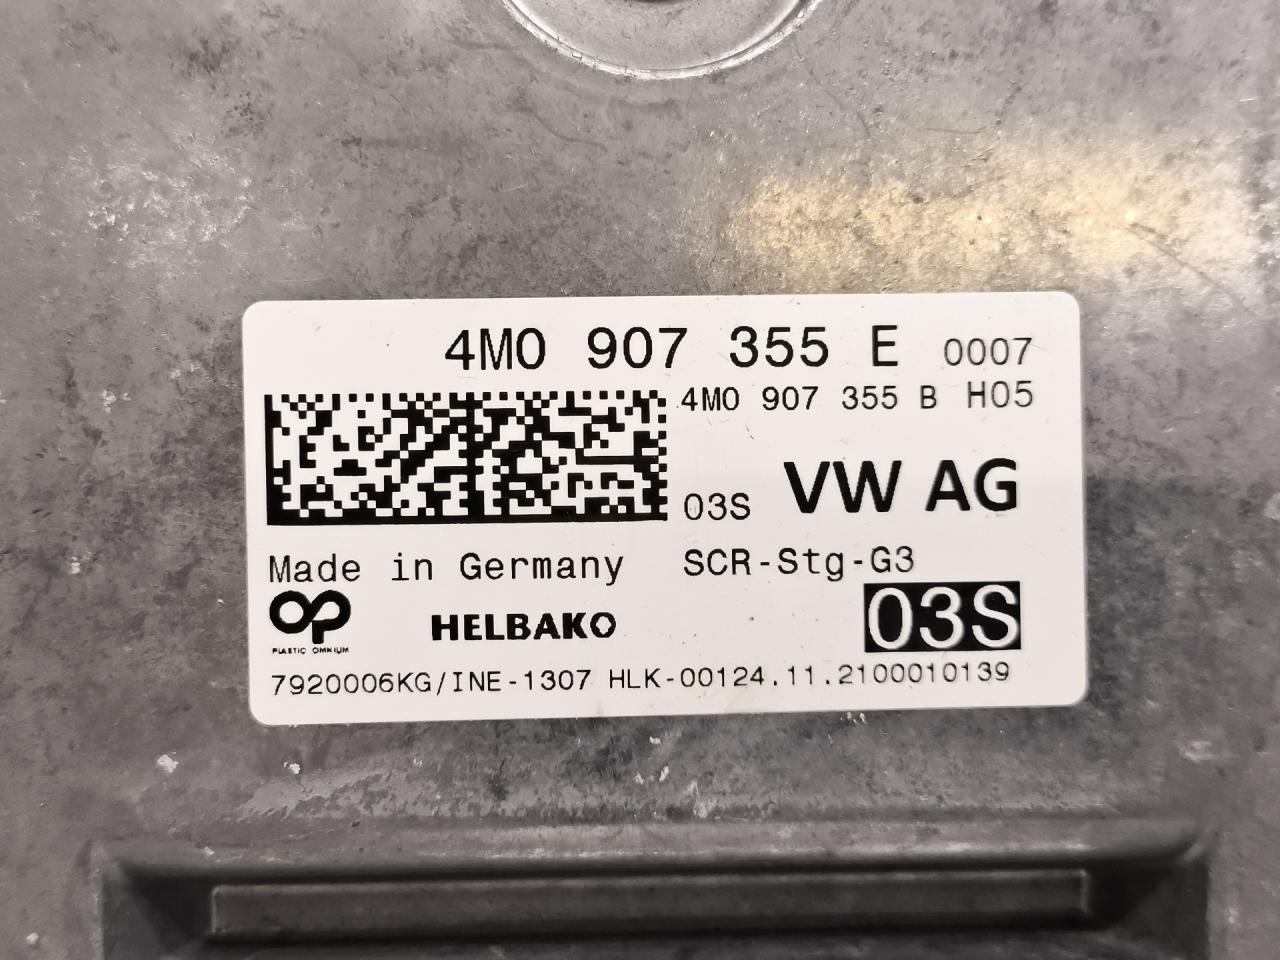 4M0 907 355 E 0007
4M0 907 355 B H05
03S VW AG
Made in Germany SCR-Stg-G3
PLASTIC OMNIUM HELBAKO 03S
7920006KG/INE-1307 HLK-00124.11.2100010139